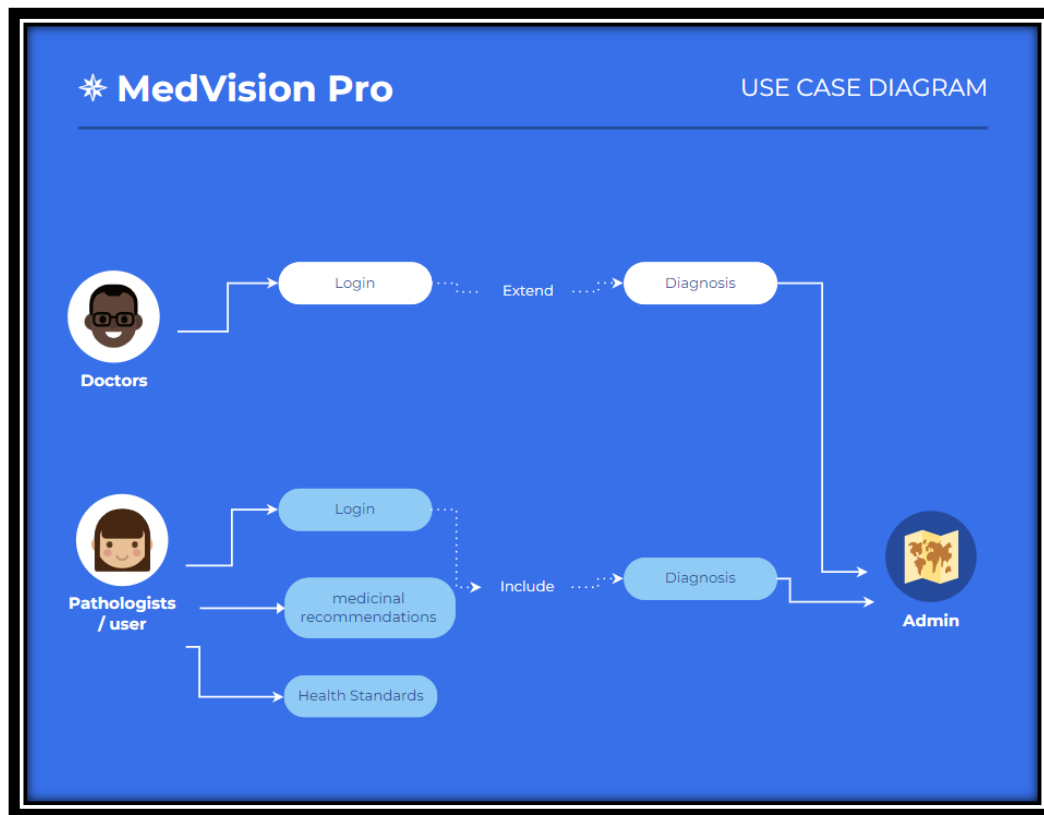 MedVision Pro
USE CASE DIAGRAM
Login
Extend
Diagnosis
Doctors
Login
Pathologists
/ user
medicinal
recommendations
Include
Diagnosis
Admin
Health Standards